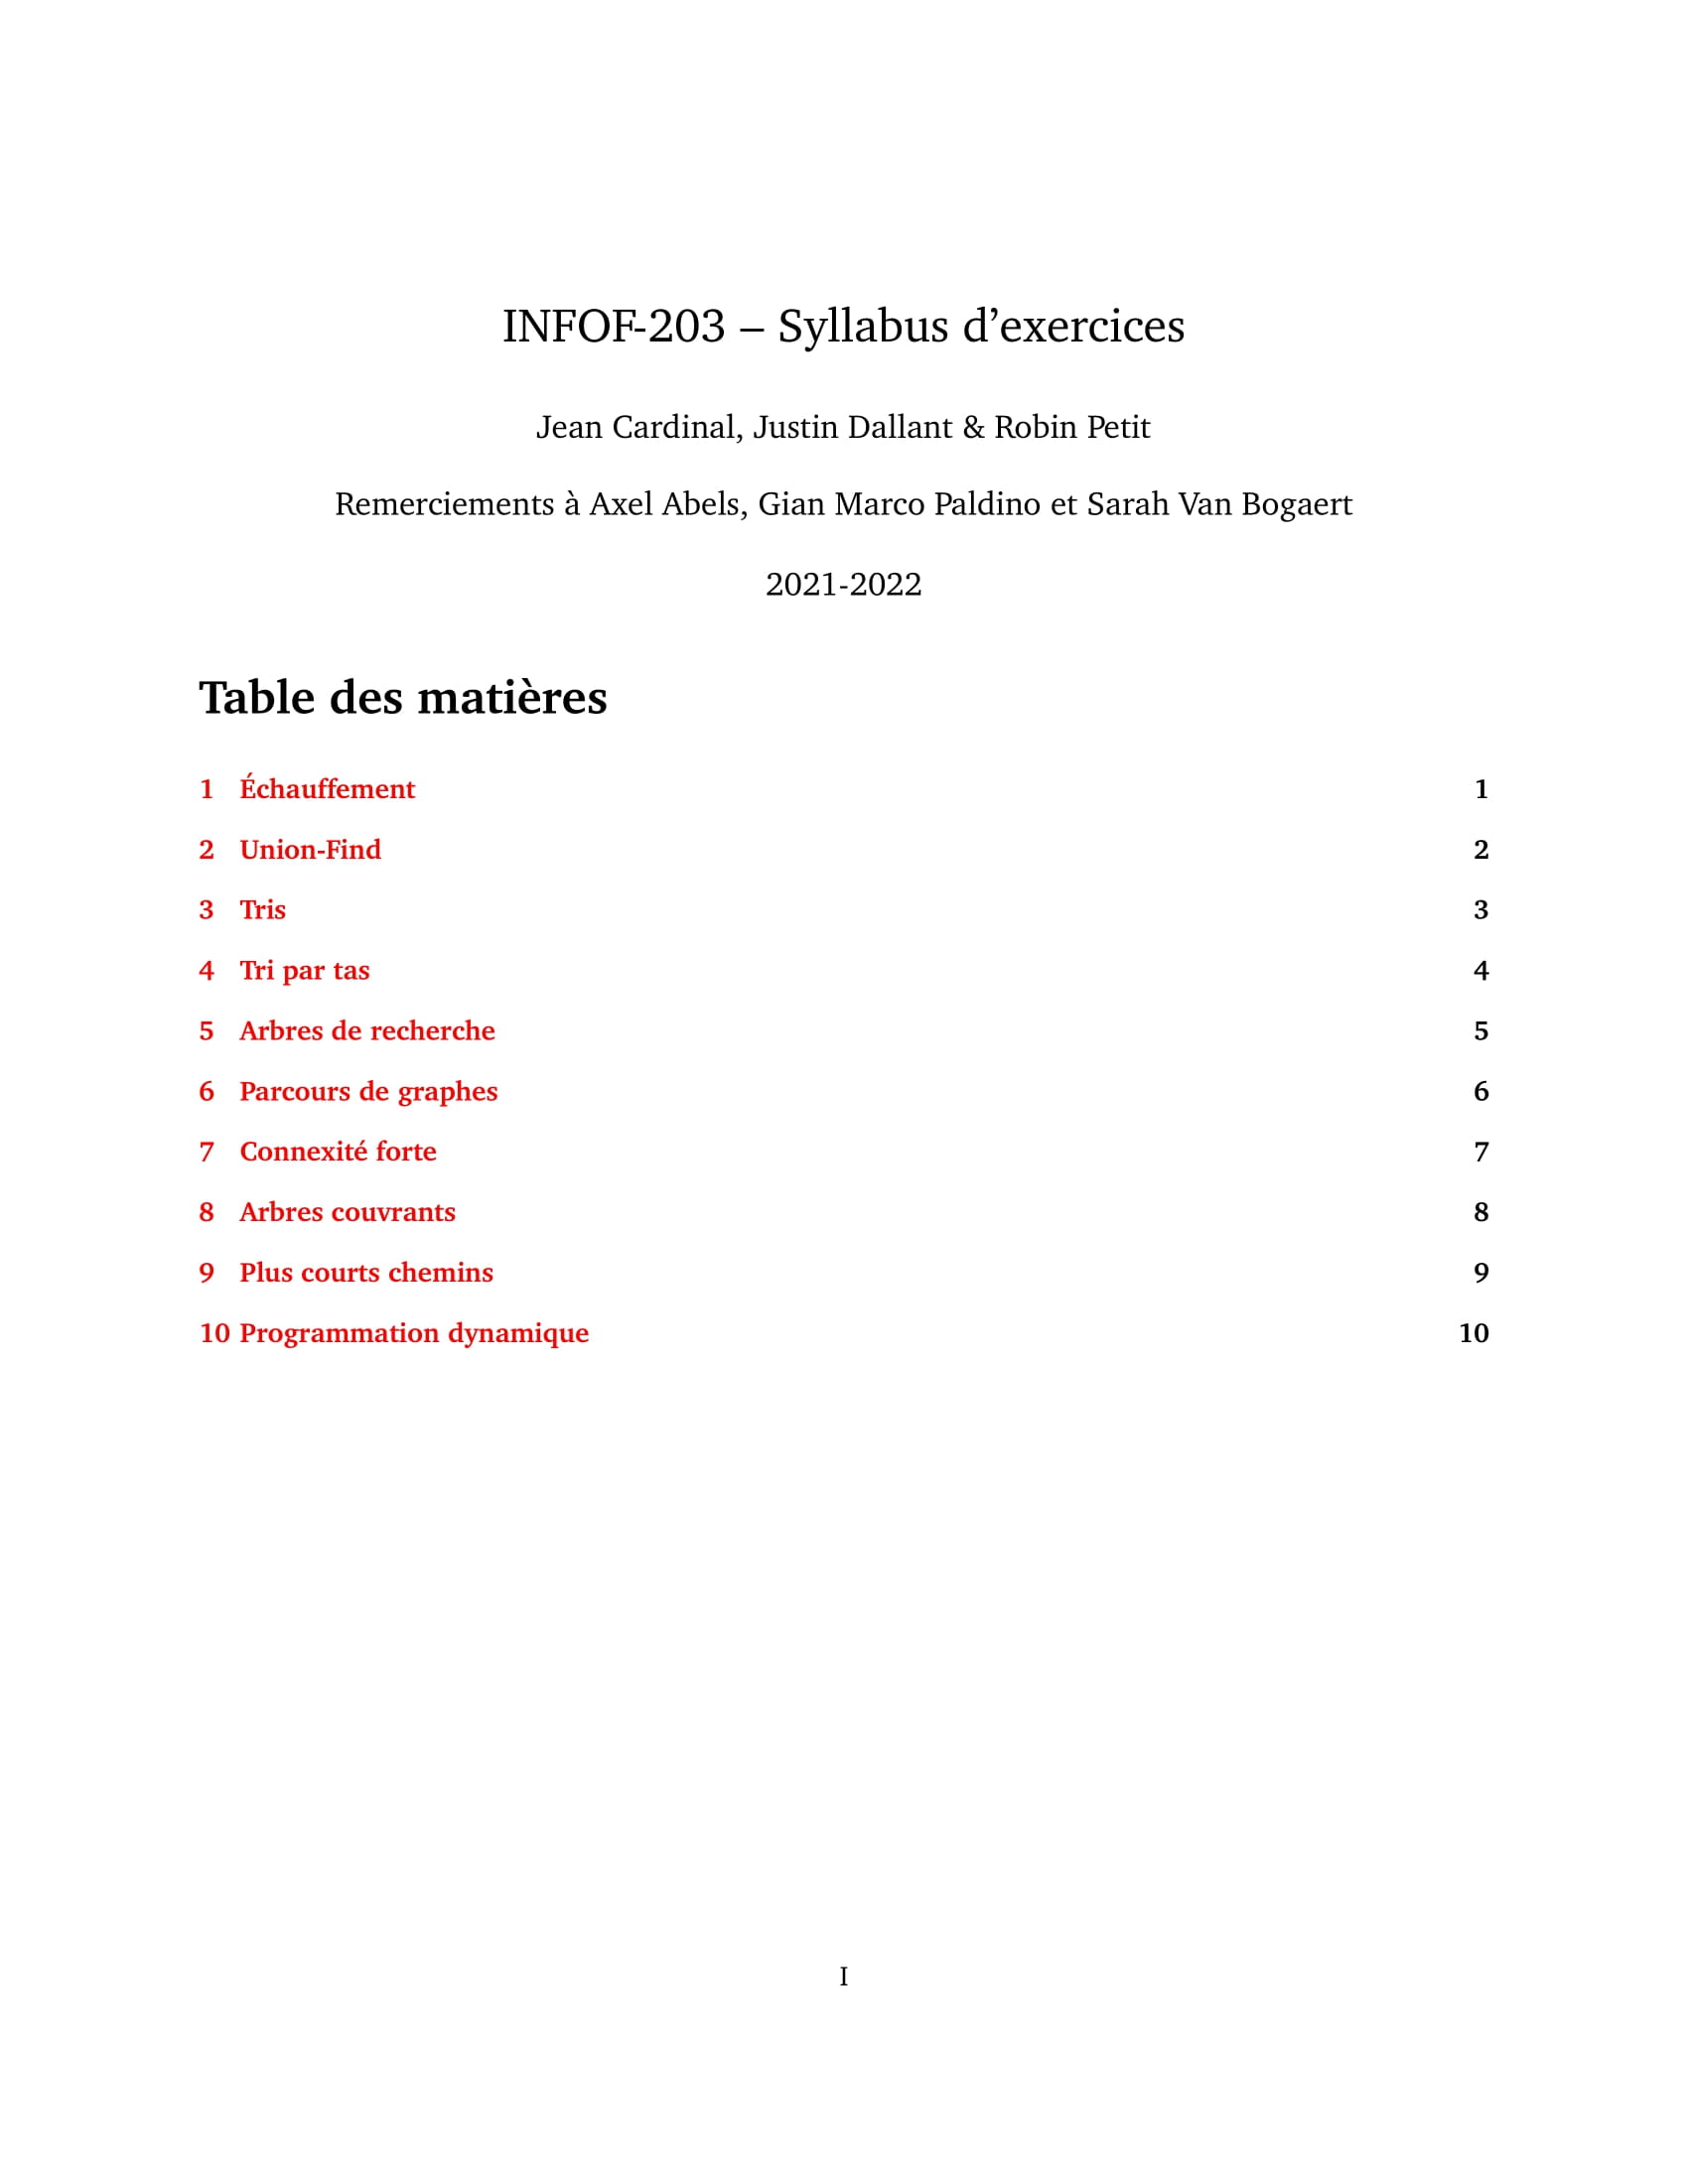 INFOF-203 – Syllabus d’exercices
Jean Cardinal, Justin Dallant & Robin Petit
Remerciements à Axel Abels, Gian Marco Paldino et Sarah Van Bogaert
2021-2022
Table des matières
1 Échauffement 1
2 Union-Find 2
3 Tris 3
4 Tri par tas 4
5 Arbres de recherche 5
6 Parcours de graphes 6
7 Connexité forte 7
8 Arbres couvrants 8
9 Plus courts chemins 9
10 Programmation dynamique 10
I